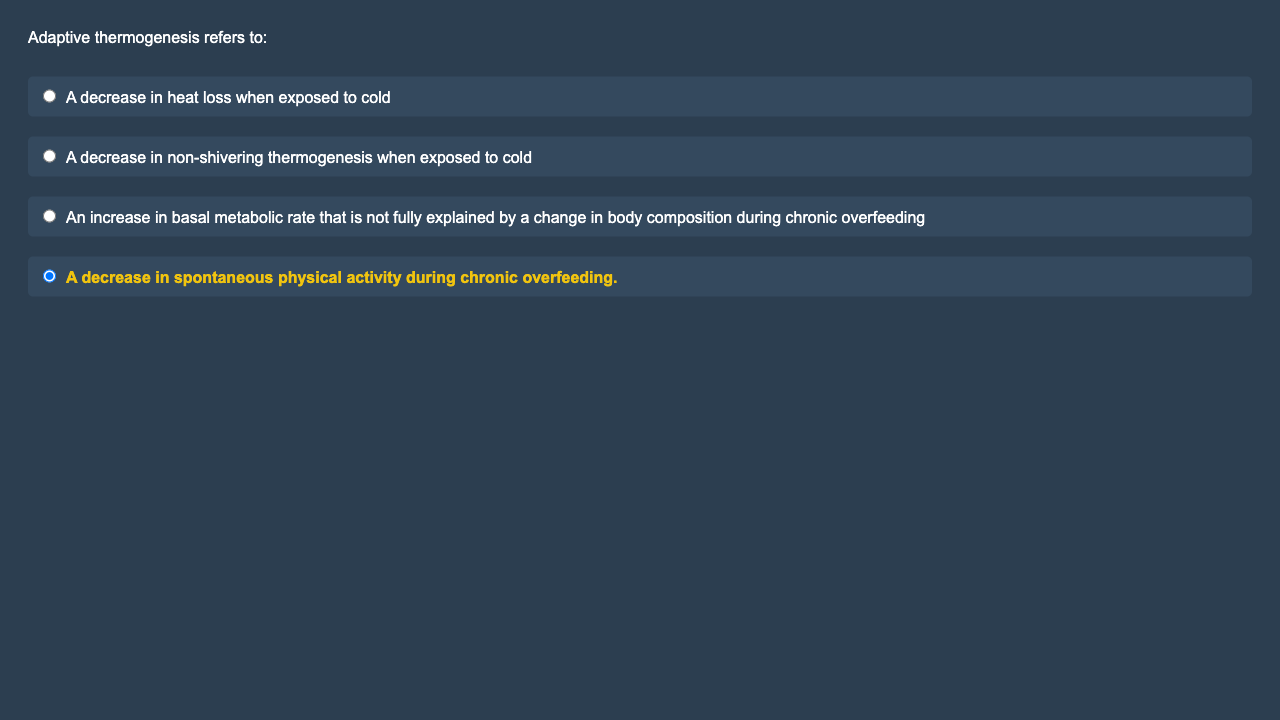 Adaptive thermogenesis refers to:
A decrease in heat loss when exposed to cold
A decrease in non-shivering thermogenesis when exposed to cold
An increase in basal metabolic rate that is not fully explained by a change in body composition during chronic overfeeding
A decrease in spontaneous physical activity during chronic overfeeding.